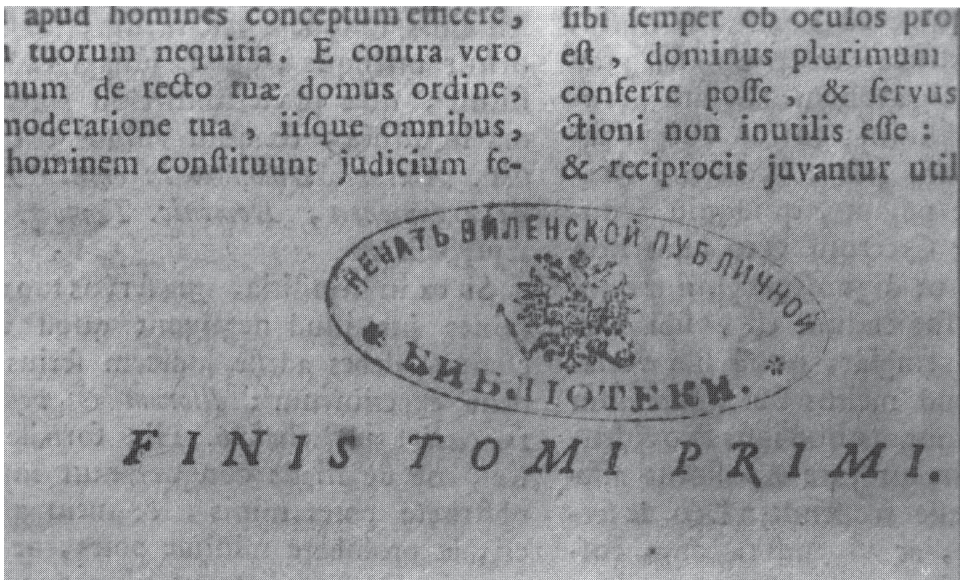 apud homines conceptum efficere,
tuorum nequitia. E contra vero
num de recto tuæ domus ordine,
moderatione tua, iisque omnibus,
hominem conſtituunt judicium ſe-
ſibi ſemper ob oculos prop
eſt, dominus plurimum
conferre poſſe, & ſervus
ctioni non inutilis eſſe:
& reciprocis juvantur util
ПЕЧАТЬ ВИЛЕНСКОЙ ПУБЛИЧНОЙ
* БИБЛІОТЕКИ. *
FINIS TOMI PRIMI.